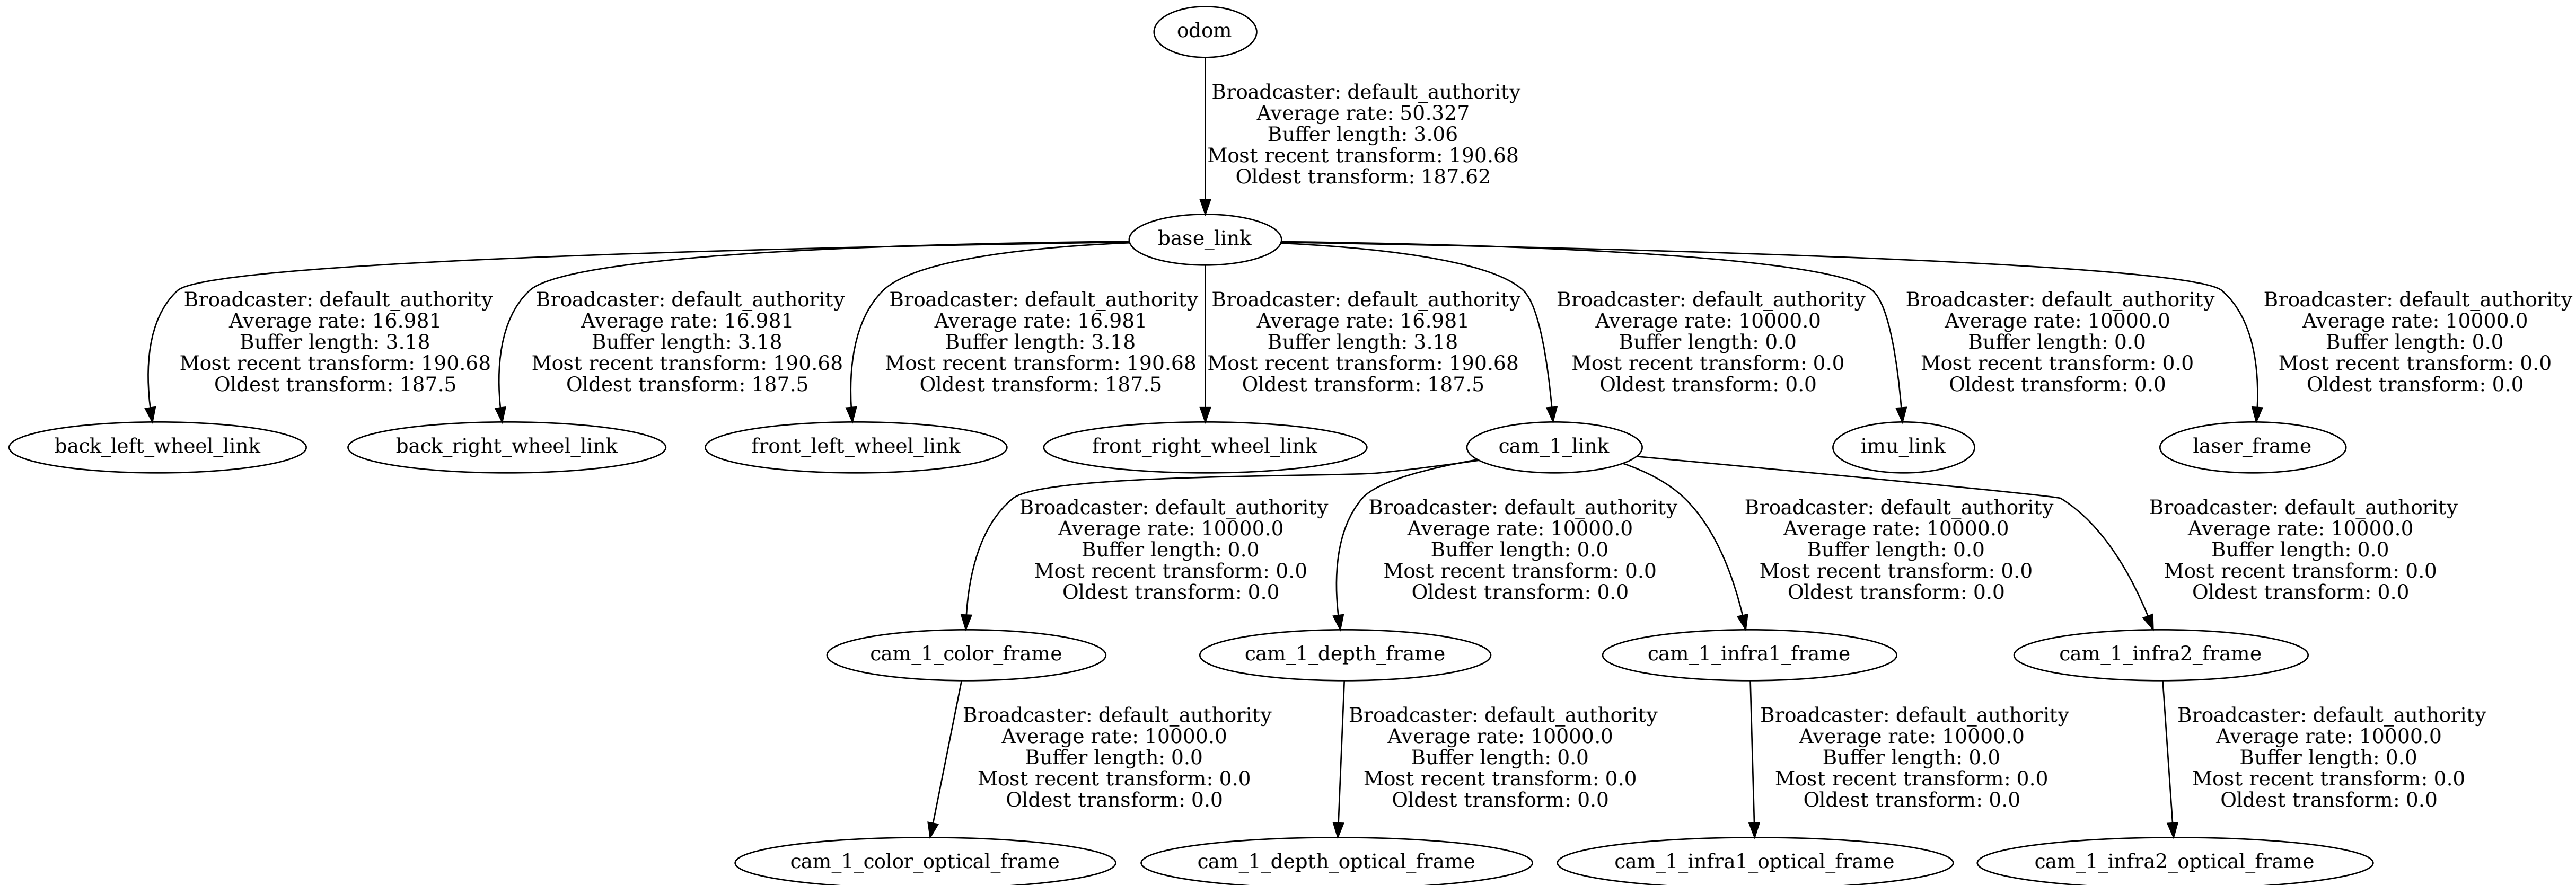 odom
Broadcaster: default_authority
Average rate: 50.327
Buffer length: 3.06
Most recent transform: 190.68
Oldest transform: 187.62
base_link
Broadcaster: default_authority
Average rate: 16.981
Buffer length: 3.18
Most recent transform: 190.68
Oldest transform: 187.5
Broadcaster: default_authority
Average rate: 16.981
Buffer length: 3.18
Most recent transform: 190.68
Oldest transform: 187.5
Broadcaster: default_authority
Average rate: 16.981
Buffer length: 3.18
Most recent transform: 190.68
Oldest transform: 187.5
Broadcaster: default_authority
Average rate: 16.981
Buffer length: 3.18
Most recent transform: 190.68
Oldest transform: 187.5
Broadcaster: default_authority
Average rate: 10000.0
Buffer length: 0.0
Most recent transform: 0.0
Oldest transform: 0.0
Broadcaster: default_authority
Average rate: 10000.0
Buffer length: 0.0
Most recent transform: 0.0
Oldest transform: 0.0
Broadcaster: default_authority
Average rate: 10000.0
Buffer length: 0.0
Most recent transform: 0.0
Oldest transform: 0.0
back_left_wheel_link
back_right_wheel_link
front_left_wheel_link
front_right_wheel_link
cam_1_link
imu_link
laser_frame
Broadcaster: default_authority
Average rate: 10000.0
Buffer length: 0.0
Most recent transform: 0.0
Oldest transform: 0.0
Broadcaster: default_authority
Average rate: 10000.0
Buffer length: 0.0
Most recent transform: 0.0
Oldest transform: 0.0
Broadcaster: default_authority
Average rate: 10000.0
Buffer length: 0.0
Most recent transform: 0.0
Oldest transform: 0.0
Broadcaster: default_authority
Average rate: 10000.0
Buffer length: 0.0
Most recent transform: 0.0
Oldest transform: 0.0
cam_1_color_frame
cam_1_depth_frame
cam_1_infra1_frame
cam_1_infra2_frame
Broadcaster: default_authority
Average rate: 10000.0
Buffer length: 0.0
Most recent transform: 0.0
Oldest transform: 0.0
Broadcaster: default_authority
Average rate: 10000.0
Buffer length: 0.0
Most recent transform: 0.0
Oldest transform: 0.0
Broadcaster: default_authority
Average rate: 10000.0
Buffer length: 0.0
Most recent transform: 0.0
Oldest transform: 0.0
Broadcaster: default_authority
Average rate: 10000.0
Buffer length: 0.0
Most recent transform: 0.0
Oldest transform: 0.0
cam_1_color_optical_frame
cam_1_depth_optical_frame
cam_1_infra1_optical_frame
cam_1_infra2_optical_frame